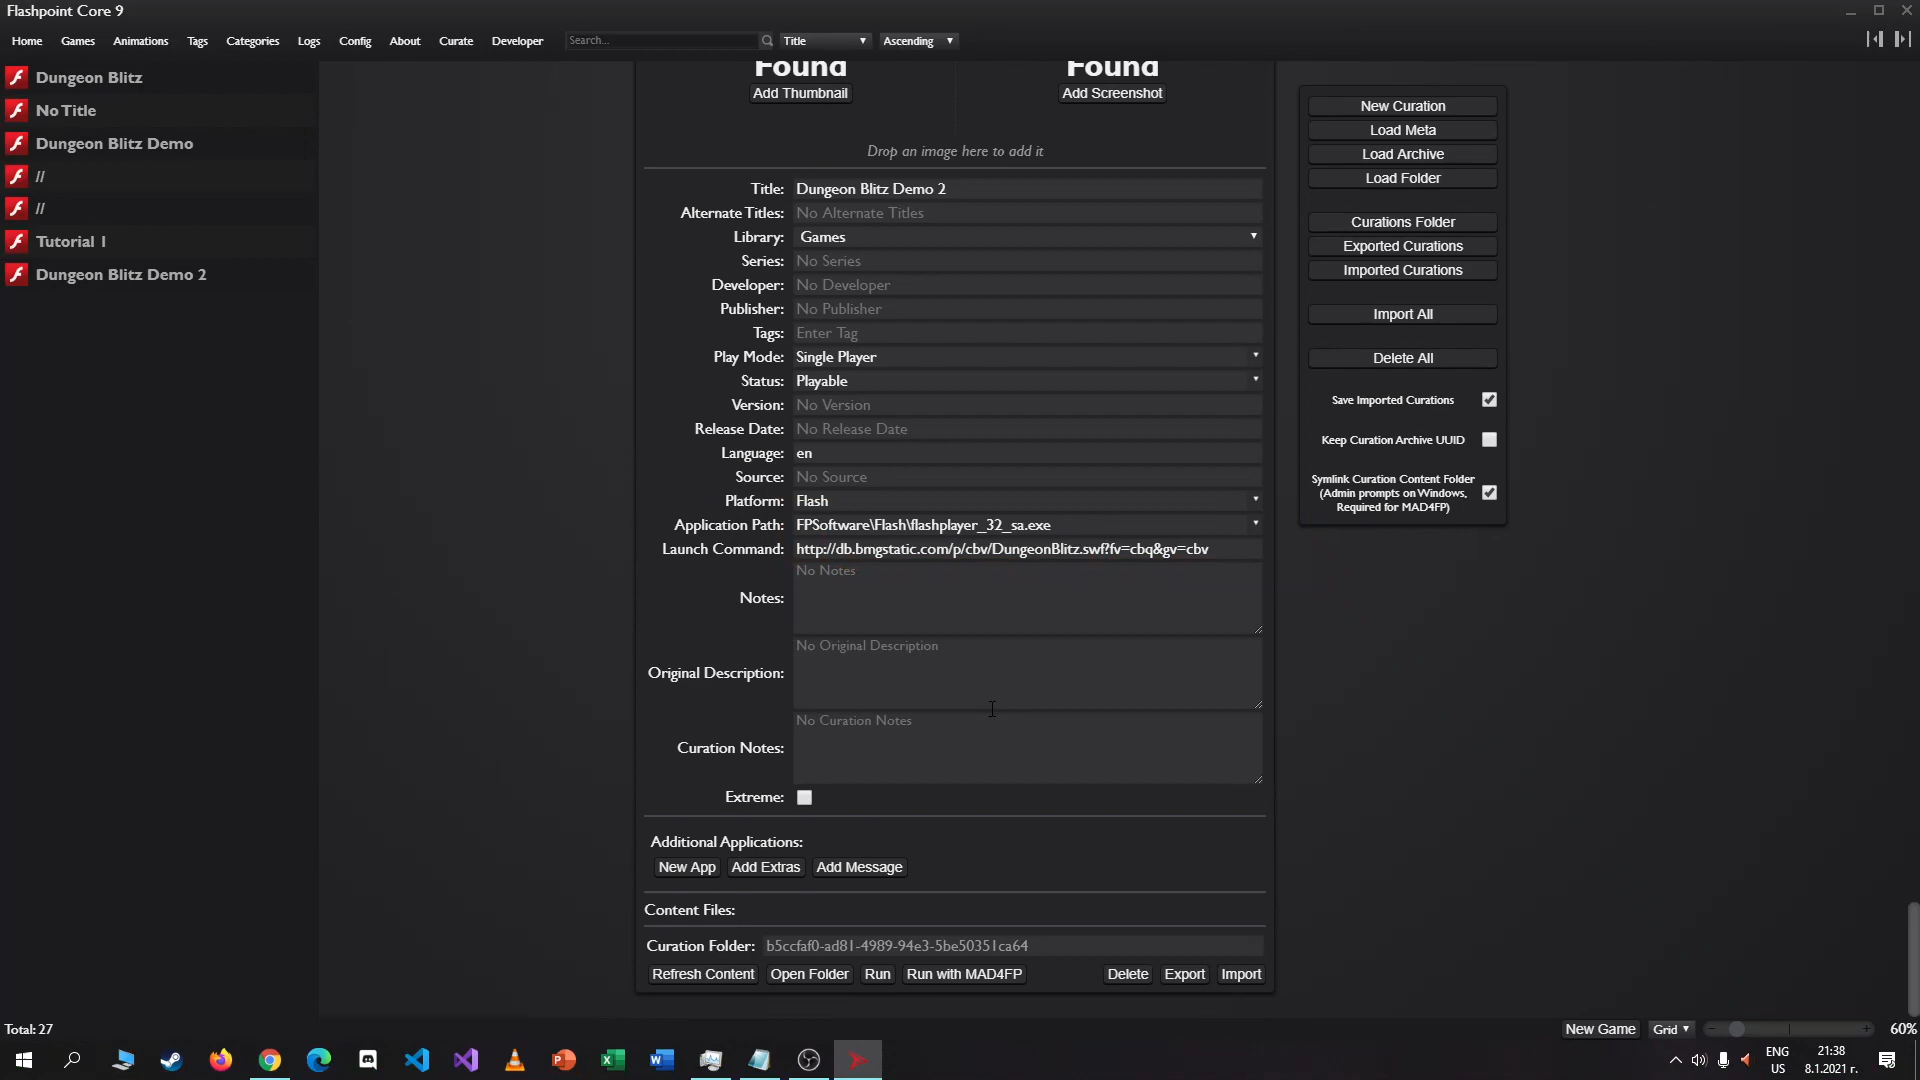 Flashpoint Core 9
Home Games Animations Tags Categories Logs Config About Curate Developer Search... Title Ascending
Dungeon Blitz
No Title
Dungeon Blitz Demo
//
//
Tutorial 1
Dungeon Blitz Demo 2
Found Found
Add Thumbnail Add Screenshot
Drop an image here to add it
Title: Dungeon Blitz Demo 2
Alternate Titles: No Alternate Titles
Library: Games
Series: No Series
Developer: No Developer
Publisher: No Publisher
Tags: Enter Tag
Play Mode: Single Player
Status: Playable
Version: No Version
Release Date: No Release Date
Language: en
Source: No Source
Platform: Flash
Application Path: FPSoftware\Flash\flashplayer_32_sa.exe
Launch Command: http://db.bmgstatic.com/p/cbv/DungeonBlitz.swf?fv=cbq&gv=cbv
Notes: No Notes
Original Description: No Original Description
Curation Notes: No Curation Notes
Extreme:
Additional Applications:
New App Add Extras Add Message
Content Files:
Curation Folder: b5ccfaf0-ad81-4989-94e3-5be50351ca64
Refresh Content Open Folder Run Run with MAD4FP Delete Export Import
New Curation
Load Meta
Load Archive
Load Folder
Curations Folder
Exported Curations
Imported Curations
Import All
Delete All
Save Imported Curations
Keep Curation Archive UUID
Symlink Curation Content Folder
(Admin prompts on Windows,
Required for MAD4FP)
Total: 27 New Game Grid 60%
ENG
US
21:38
8.1.2021 г.